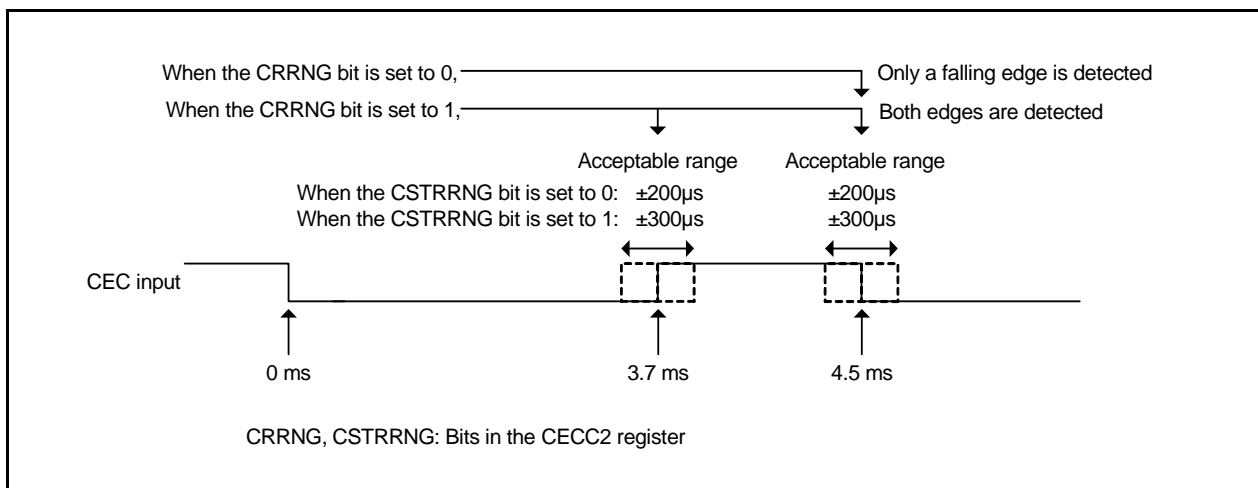 When the CRRNG bit is set to 0, Only a falling edge is detected
When the CRRNG bit is set to 1, Both edges are detected
Acceptable range Acceptable range
When the CSTRRNG bit is set to 0: ±200µs ±200µs
When the CSTRRNG bit is set to 1: ±300µs ±300µs
CEC input
0 ms 3.7 ms 4.5 ms
CRRNG, CSTRRNG: Bits in the CECC2 register